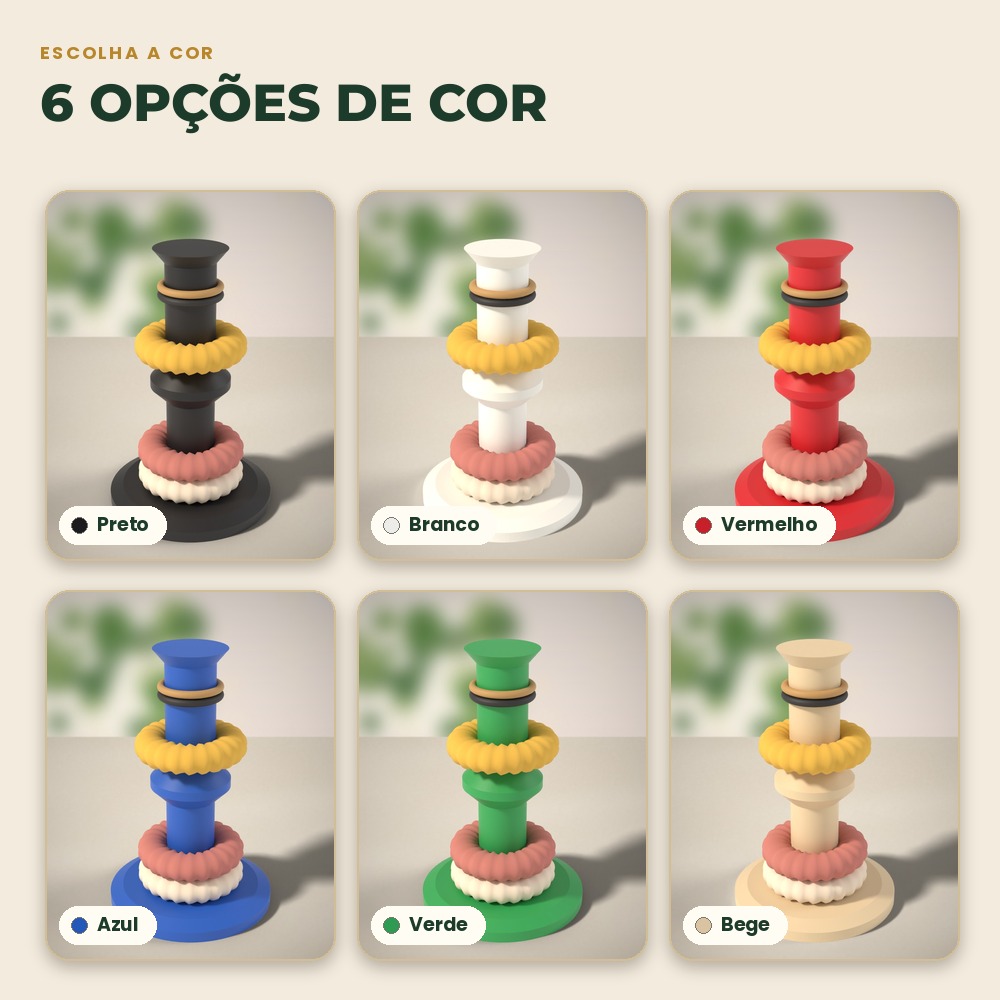 ESCOLHA A COR
6 OPÇÕES DE COR
Preto
Branco
Vermelho
Azul
Verde
Bege